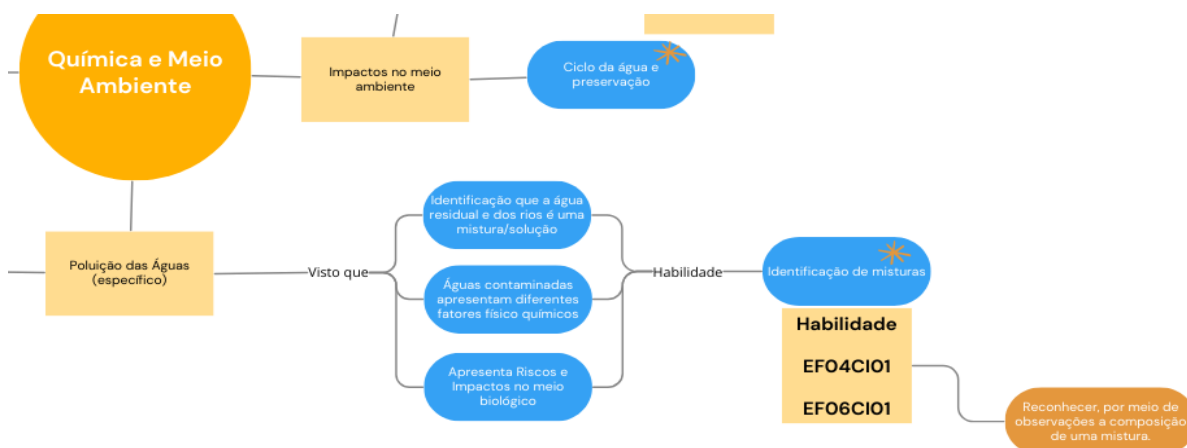 Química e Meio
Ambiente
Impactos no meio
ambiente
Ciclo da água e
preservação
Poluição das Águas
(específico)
Visto que
Identificação que a água
residual e dos rios é uma
mistura/solução
Águas contaminadas
apresentam diferentes
fatores físico químicos
Apresenta Riscos e
Impactos no meio
biológico
Habilidade
Identificação de misturas
Habilidade
EF04CI01
EF06CI01
Reconhecer, por meio de
observações a composição
de uma mistura.